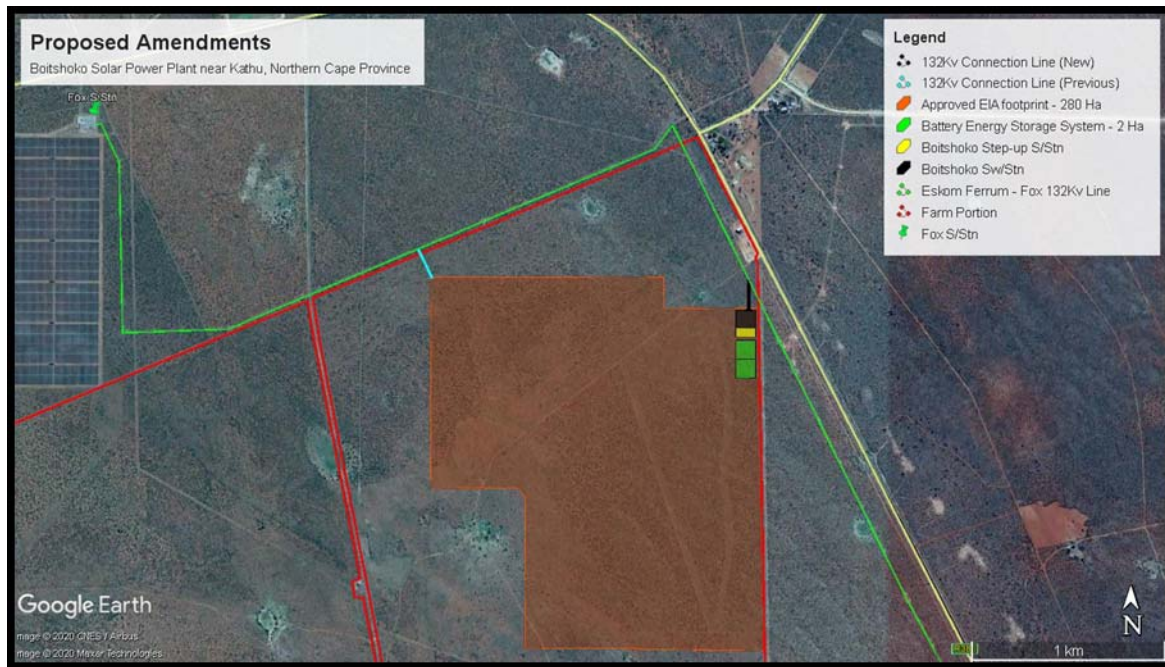 Proposed Amendments
Boitshoko Solar Power Plant near Kathu, Northern Cape Province
Legend
132Kv Connection Line (New)
132Kv Connection Line (Previous)
Approved EIA footprint - 280 Ha
Battery Energy Storage System - 2 Ha
Boitshoko Step-up S/Stn
Boitshoko Sw/Stn
Eskom Ferrum - Fox 132Kv Line
Farm Portion
Fox S/Stn
Fox S/Stn
Google Earth
mage © 2020 CNES / Airbus
mage © 2020 Maxar Technologies
N
1 km